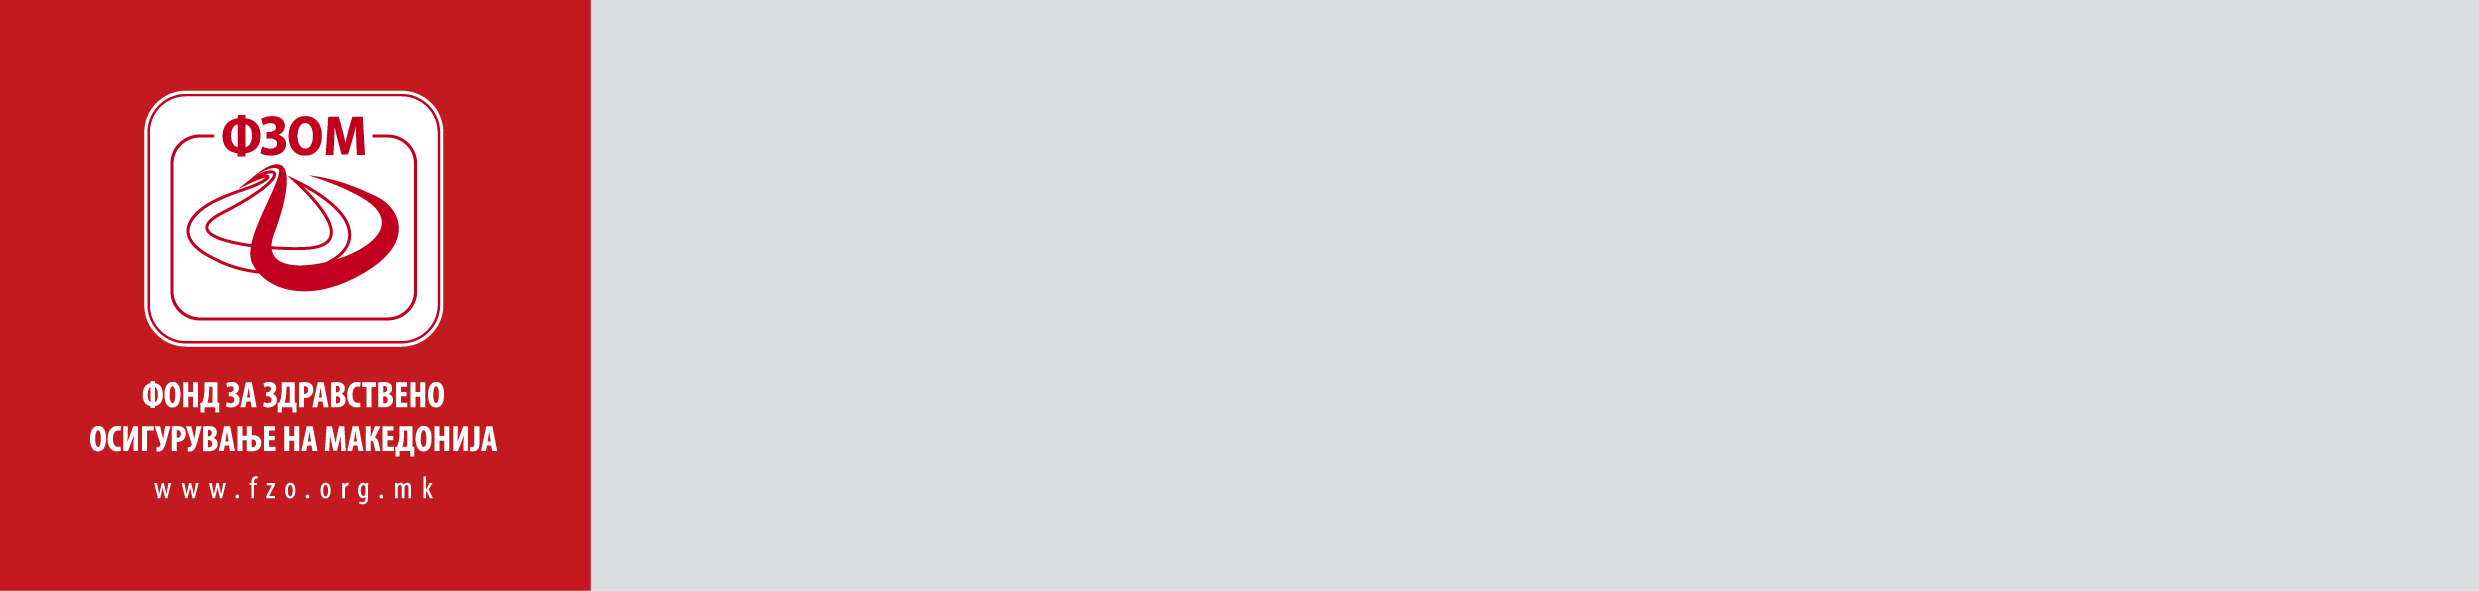 ФЗОМ
ФОНД ЗА ЗДРАВСТВЕНО
ОСИГУРУВАЊЕ НА МАКЕДОНИЈА
www.fzo.org.mk